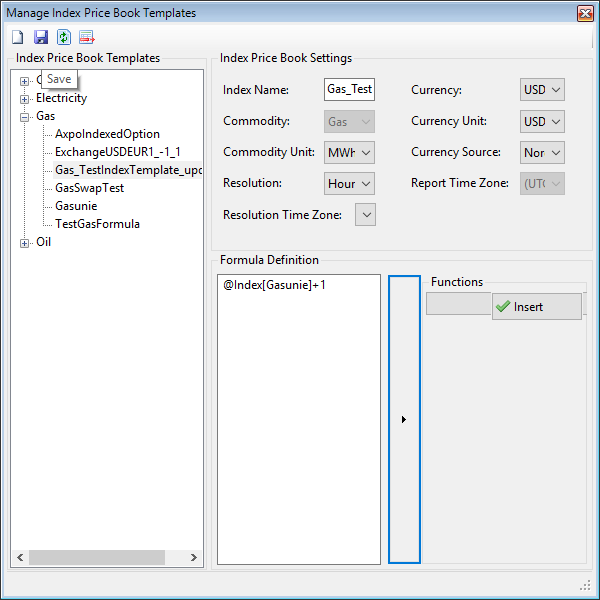 Manage Index Price Book Templates
Index Price Book Templates
Save
Electricity
Gas
AxpoIndexedOption
ExchangeUSDEUR1_-1_1
Gas_TestIndexTemplate_upd
GasSwapTest
Gasunie
TestGasFormula
Oil
Index Price Book Settings
Index Name: Gas_Test Currency: USD
Commodity: Gas Currency Unit: USD
Commodity Unit: MWh Currency Source: Non
Resolution: Hour Report Time Zone: (UTC
Resolution Time Zone:
Formula Definition
@Index[Gasunie]+1
Functions
Insert